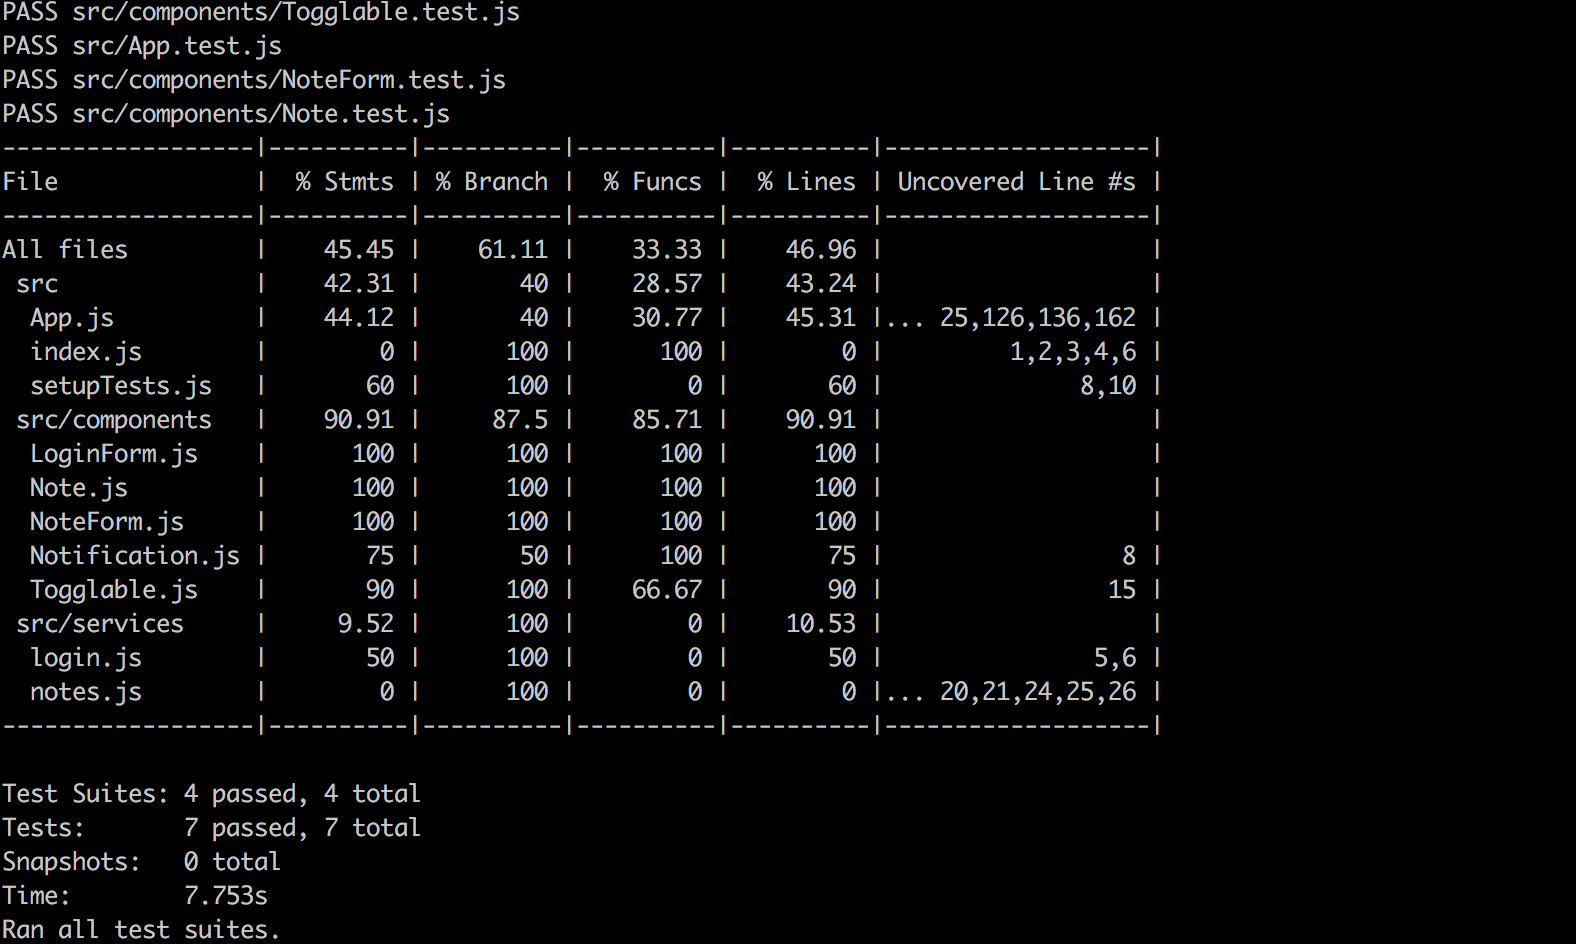 PASS src/components/Togglable.test.js
PASS src/App.test.js
PASS src/components/NoteForm.test.js
PASS src/components/Note.test.js
------------------|----------|----------|----------|----------|-------------------|
File              |  % Stmts | % Branch |  % Funcs |  % Lines | Uncovered Line #s |
------------------|----------|----------|----------|----------|-------------------|
All files         |    45.45 |    61.11 |    33.33 |    46.96 |                   |
 src              |    42.31 |       40 |    28.57 |    43.24 |                   |
  App.js          |    44.12 |       40 |    30.77 |    45.31 |... 25,126,136,162 |
  index.js        |        0 |      100 |      100 |        0 |         1,2,3,4,6 |
  setupTests.js   |       60 |      100 |        0 |       60 |              8,10 |
 src/components   |    90.91 |     87.5 |    85.71 |    90.91 |                   |
  LoginForm.js    |      100 |      100 |      100 |      100 |                   |
  Note.js         |      100 |      100 |      100 |      100 |                   |
  NoteForm.js     |      100 |      100 |      100 |      100 |                   |
  Notification.js |       75 |       50 |      100 |       75 |                 8 |
  Togglable.js    |       90 |      100 |    66.67 |       90 |                15 |
 src/services     |     9.52 |      100 |        0 |    10.53 |                   |
  login.js        |       50 |      100 |        0 |       50 |               5,6 |
  notes.js        |        0 |      100 |        0 |        0 |... 20,21,24,25,26 |
------------------|----------|----------|----------|----------|-------------------|
Test Suites: 4 passed, 4 total
Tests:       7 passed, 7 total
Snapshots:   0 total
Time:        7.753s
Ran all test suites.